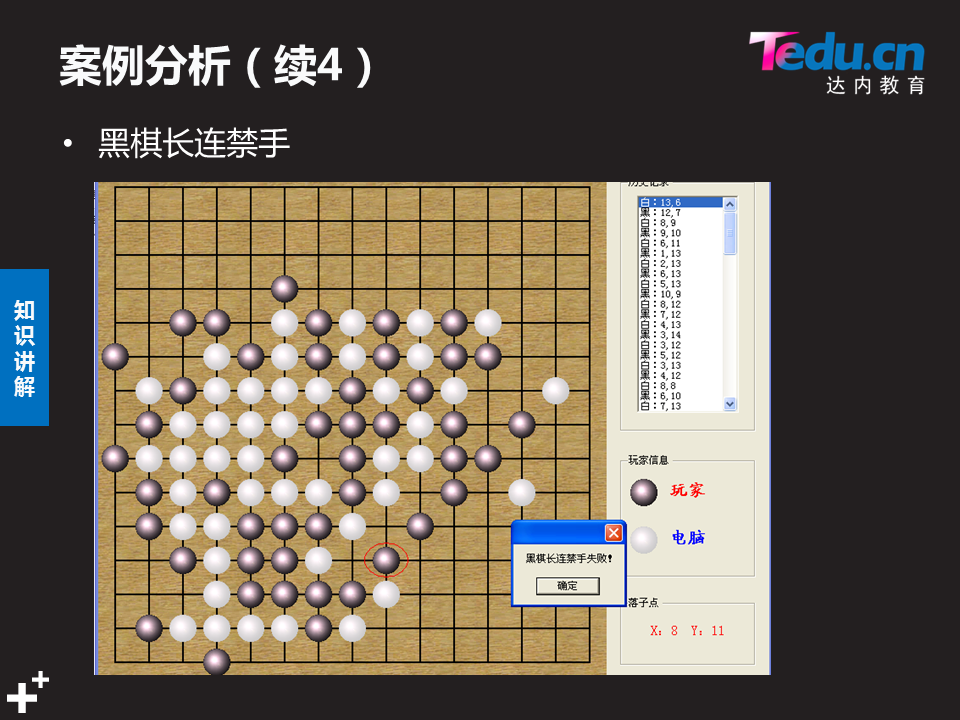 案例分析（续4）
Tedu.cn
达内教育
• 黑棋长连禁手
知识讲解
历史记录
白：13,6
黑：12,7
白：8,9
黑：9,10
白：6,11
黑：1,13
白：2,13
黑：6,13
白：5,13
黑：10,9
白：8,12
黑：7,12
白：4,13
黑：3,14
白：3,12
黑：5,12
白：3,13
黑：4,12
白：8,8
黑：6,10
白：7,13
玩家信息
玩家
电脑
黑棋长连禁手失败!
确定
落子点
X: 8 Y: 11